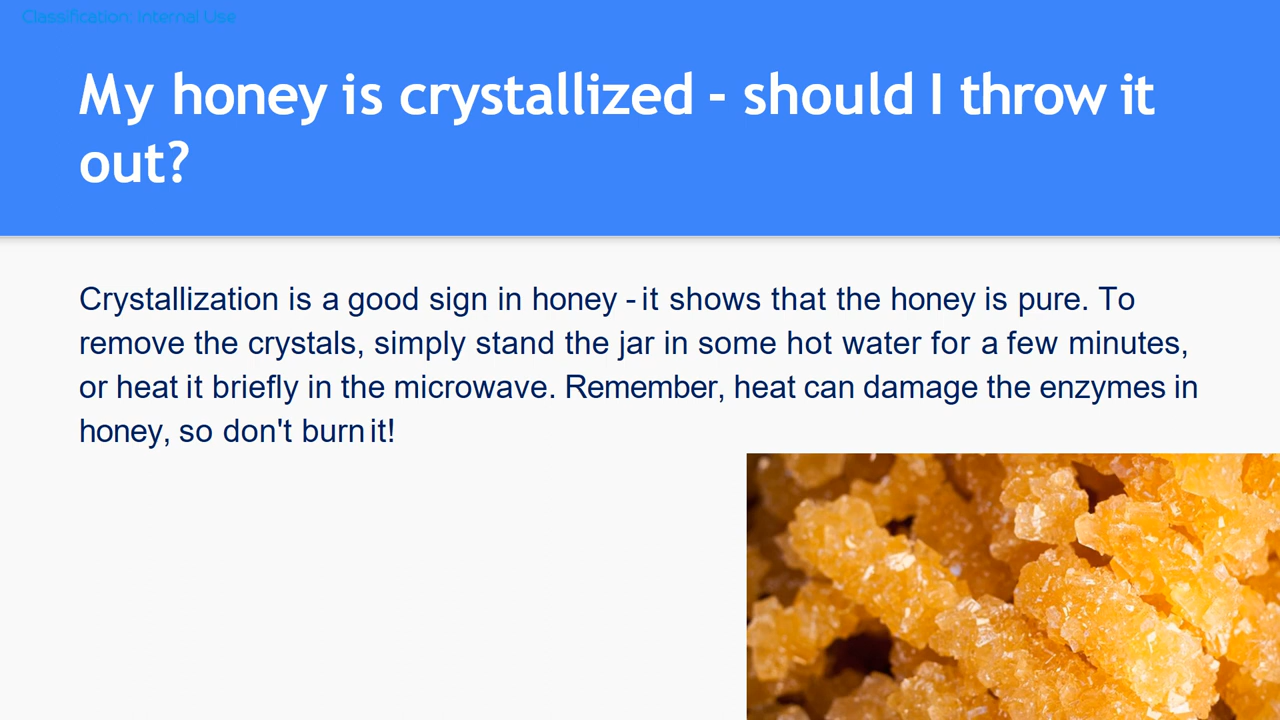 Classification: Internal Use
My honey is crystallized - should I throw it
out?
Crystallization is a good sign in honey - it shows that the honey is pure. To
remove the crystals, simply stand the jar in some hot water for a few minutes,
or heat it briefly in the microwave. Remember, heat can damage the enzymes in
honey, so don't burn it!